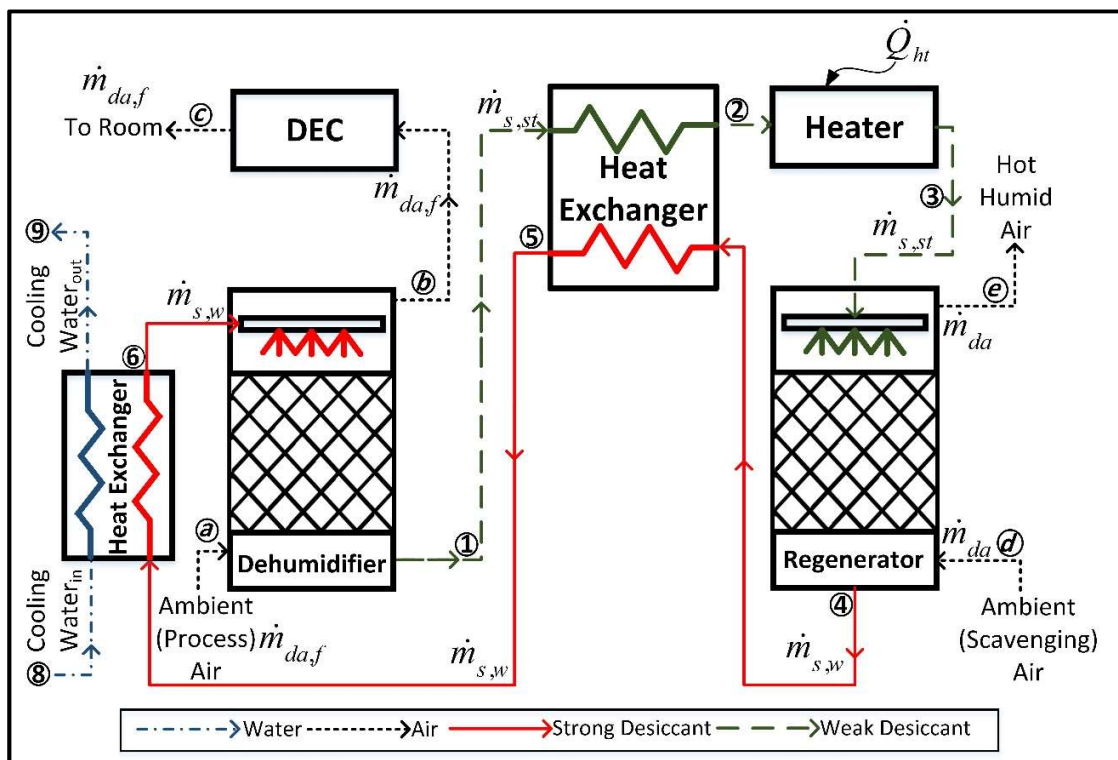 Q̇ht
ṁda,f
To Room
c
DEC
ṁs,st
2
Heater
Heat
Exchanger
ṁda,f
3
Hot
Humid
Air
9
5
ṁs,st
Cooling
Waterout
ṁs,w
b
e
ṁda
6
Heat Exchanger
a
Dehumidifier
1
Regenerator
ṁda
d
Cooling
Waterin
8
Ambient
(Process)
Air
ṁda,f
ṁs,w
4
ṁs,w
Ambient
(Scavenging)
Air
Water
Air
Strong Desiccant
Weak Desiccant